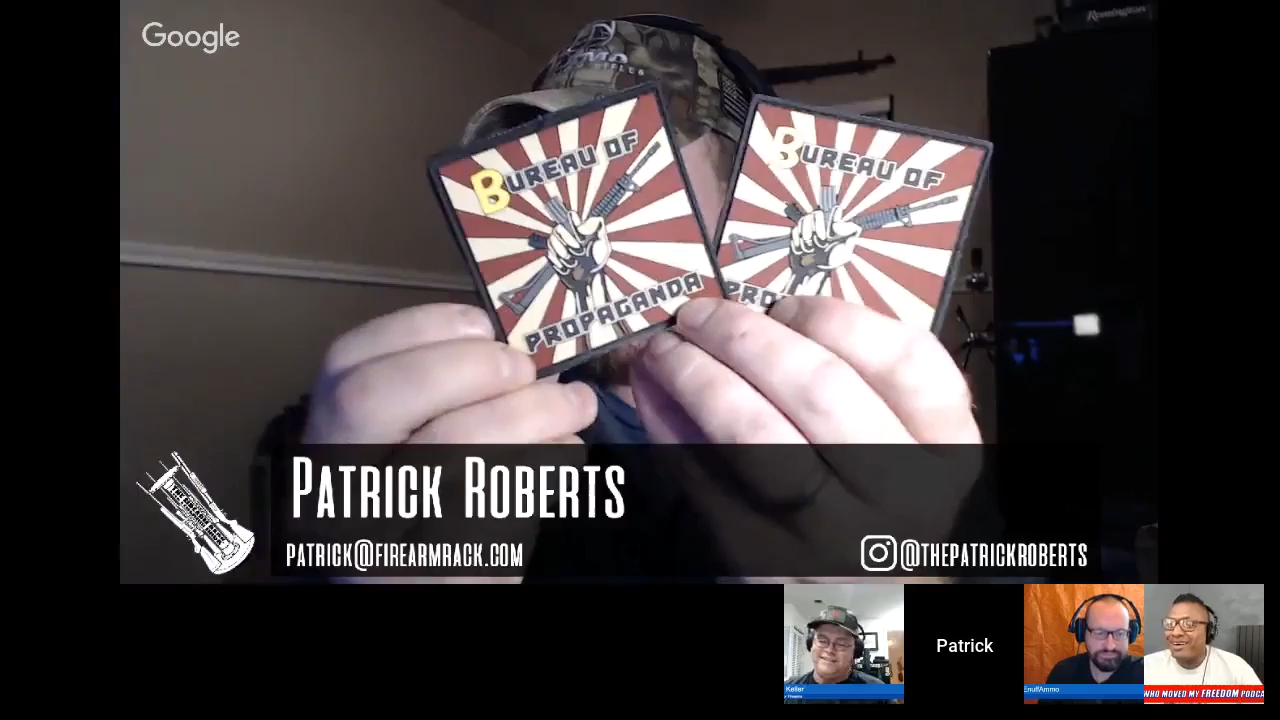 Google
Remington
BUREAU OF
PROPAGANDA
BUREAU OF
PRO
PATRICK ROBERTS
PATRICK@FIREARMRACK.COM
@THEPATRICKROBERTS
Patrick
Keller
EnuffAmmo
WHO MOVED MY FREEDOM PODCA